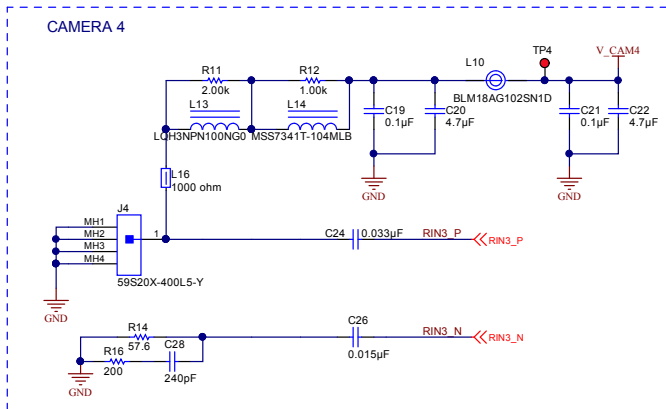 CAMERA 4
TP4
V_CAM4
R11
2.00k
R12
1.00k
L10
BLM18AG102SN1D
L13
LQH3NPN100NG0
L14
MSS7341T-104MLB
C19
0.1µF
C20
4.7µF
C21
0.1µF
C22
4.7µF
GND
GND
L16
1000 ohm
J4
MH1
MH2
MH3
MH4
1
59S20X-400L5-Y
GND
C24
0.033µF
RIN3_P
RIN3_P
R14
57.6
R16
200
C28
240pF
GND
C26
0.015µF
RIN3_N
RIN3_N